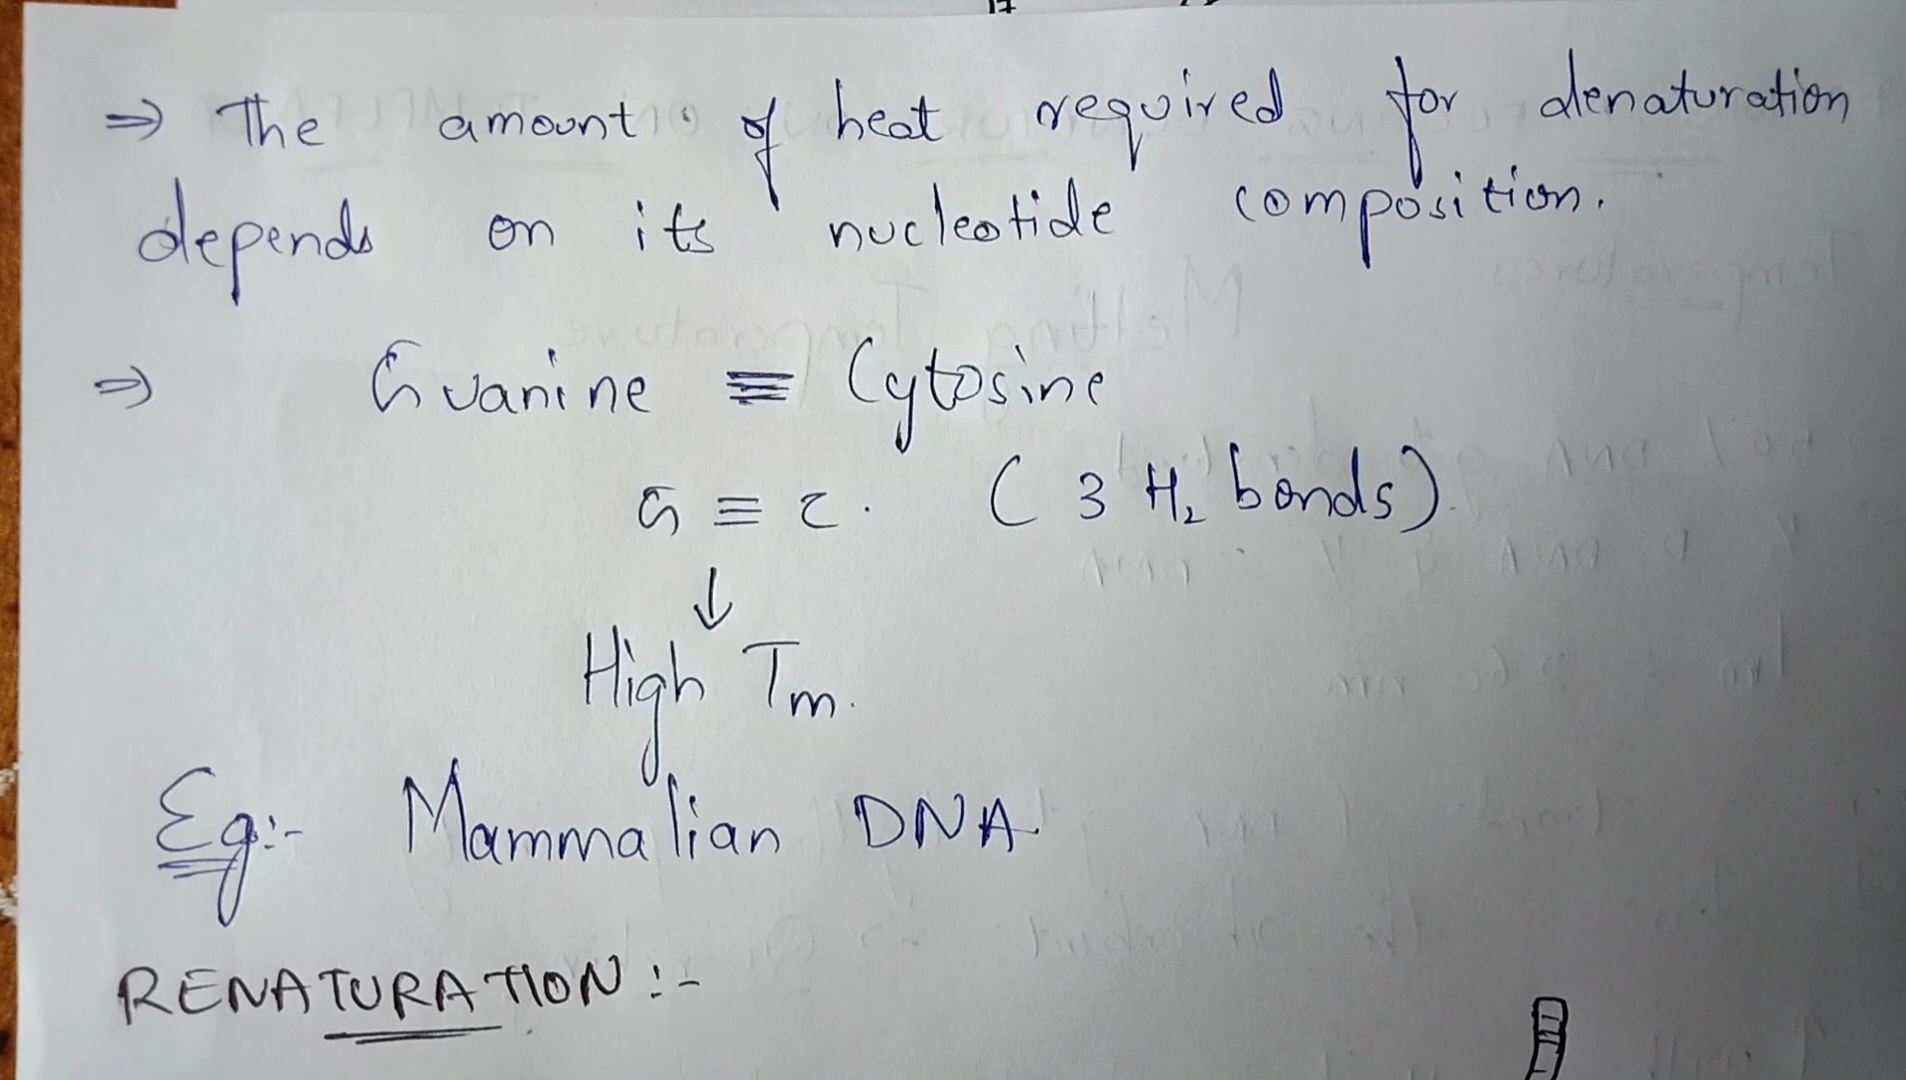 ⇒ The amount of heat required for denaturation
depends on its nucleotide composition.
⇒ Guanine ≡ Cytosine
G ≡ C. (3 H₂ bonds)
↓
High Tm.
Eg:- Mammalian DNA
RENATURATION :-